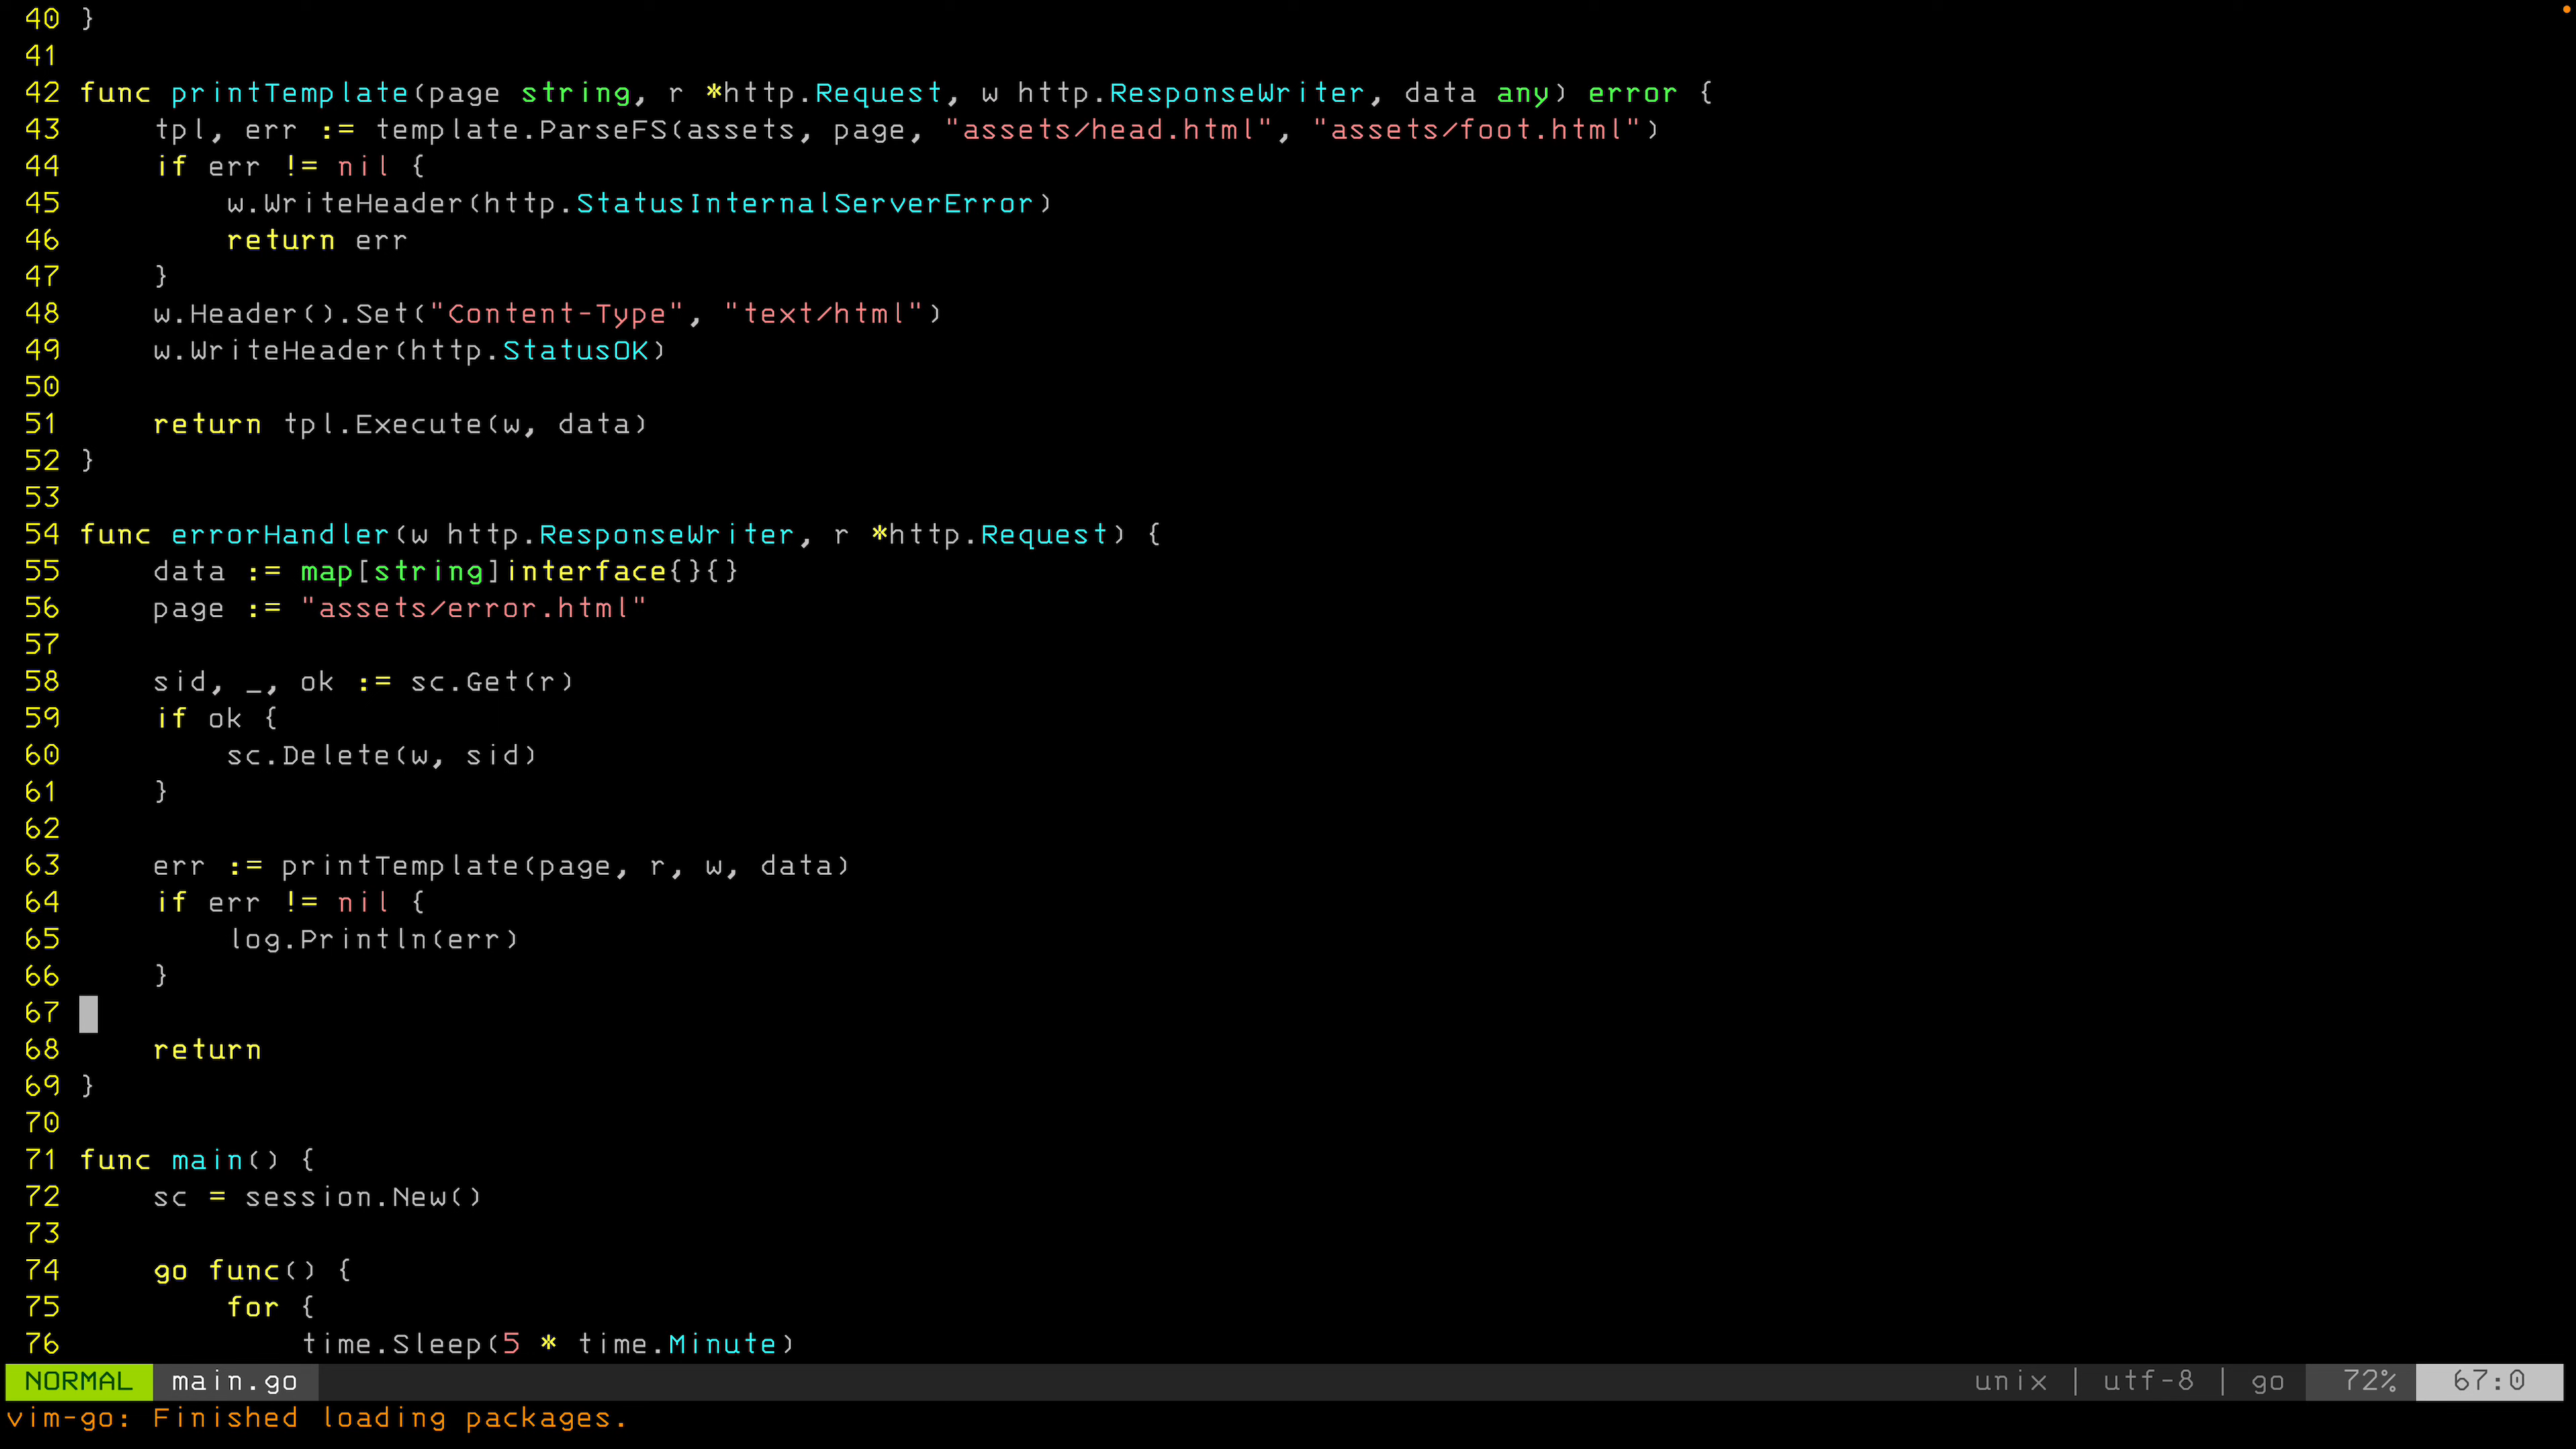 40 }
41
42 func printTemplate(page string, r *http.Request, w http.ResponseWriter, data any) error {
43     tpl, err := template.ParseFS(assets, page, "assets/head.html", "assets/foot.html")
44     if err != nil {
45         w.WriteHeader(http.StatusInternalServerError)
46         return err
47     }
48     w.Header().Set("Content-Type", "text/html")
49     w.WriteHeader(http.StatusOK)
50
51     return tpl.Execute(w, data)
52 }
53
54 func errorHandler(w http.ResponseWriter, r *http.Request) {
55     data := map[string]interface{}{}
56     page := "assets/error.html"
57
58     sid, _, ok := sc.Get(r)
59     if ok {
60         sc.Delete(w, sid)
61     }
62
63     err := printTemplate(page, r, w, data)
64     if err != nil {
65         log.Println(err)
66     }
67
68     return
69 }
70
71 func main() {
72     sc = session.New()
73
74     go func() {
75         for {
76             time.Sleep(5 * time.Minute)
NORMAL main.go unix | utf-8 | go 72% 67:0
vim-go: Finished loading packages.